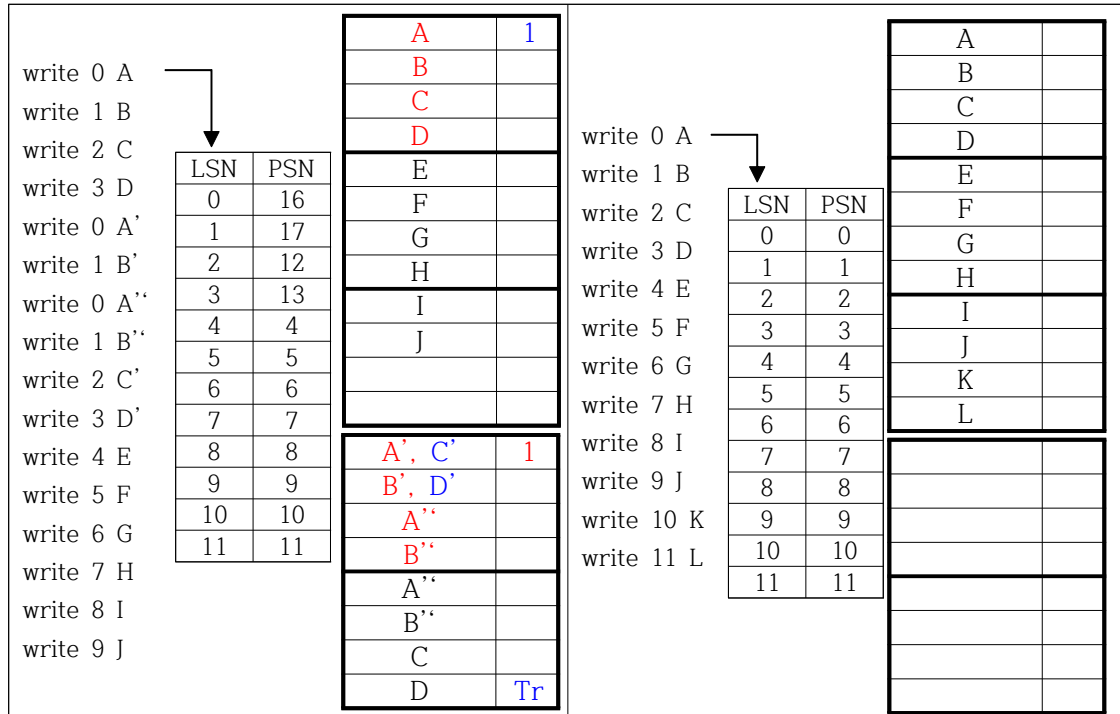 write 0 A
write 1 B
write 2 C
write 3 D
write 0 A'
write 1 B'
write 0 A'‘
write 1 B'‘
write 2 C'
write 3 D'
write 4 E
write 5 F
write 6 G
write 7 H
write 8 I
write 9 J
LSN PSN
0 16
1 17
2 12
3 13
4 4
5 5
6 6
7 7
8 8
9 9
10 10
11 11
A 1
B
C
D
E
F
G
H
I
J
A', C' 1
B', D'
A'‘
B'‘
A'‘
B'‘
C
D Tr
write 0 A
write 1 B
write 2 C
write 3 D
write 4 E
write 5 F
write 6 G
write 7 H
write 8 I
write 9 J
write 10 K
write 11 L
LSN PSN
0 0
1 1
2 2
3 3
4 4
5 5
6 6
7 7
8 8
9 9
10 10
11 11
A
B
C
D
E
F
G
H
I
J
K
L